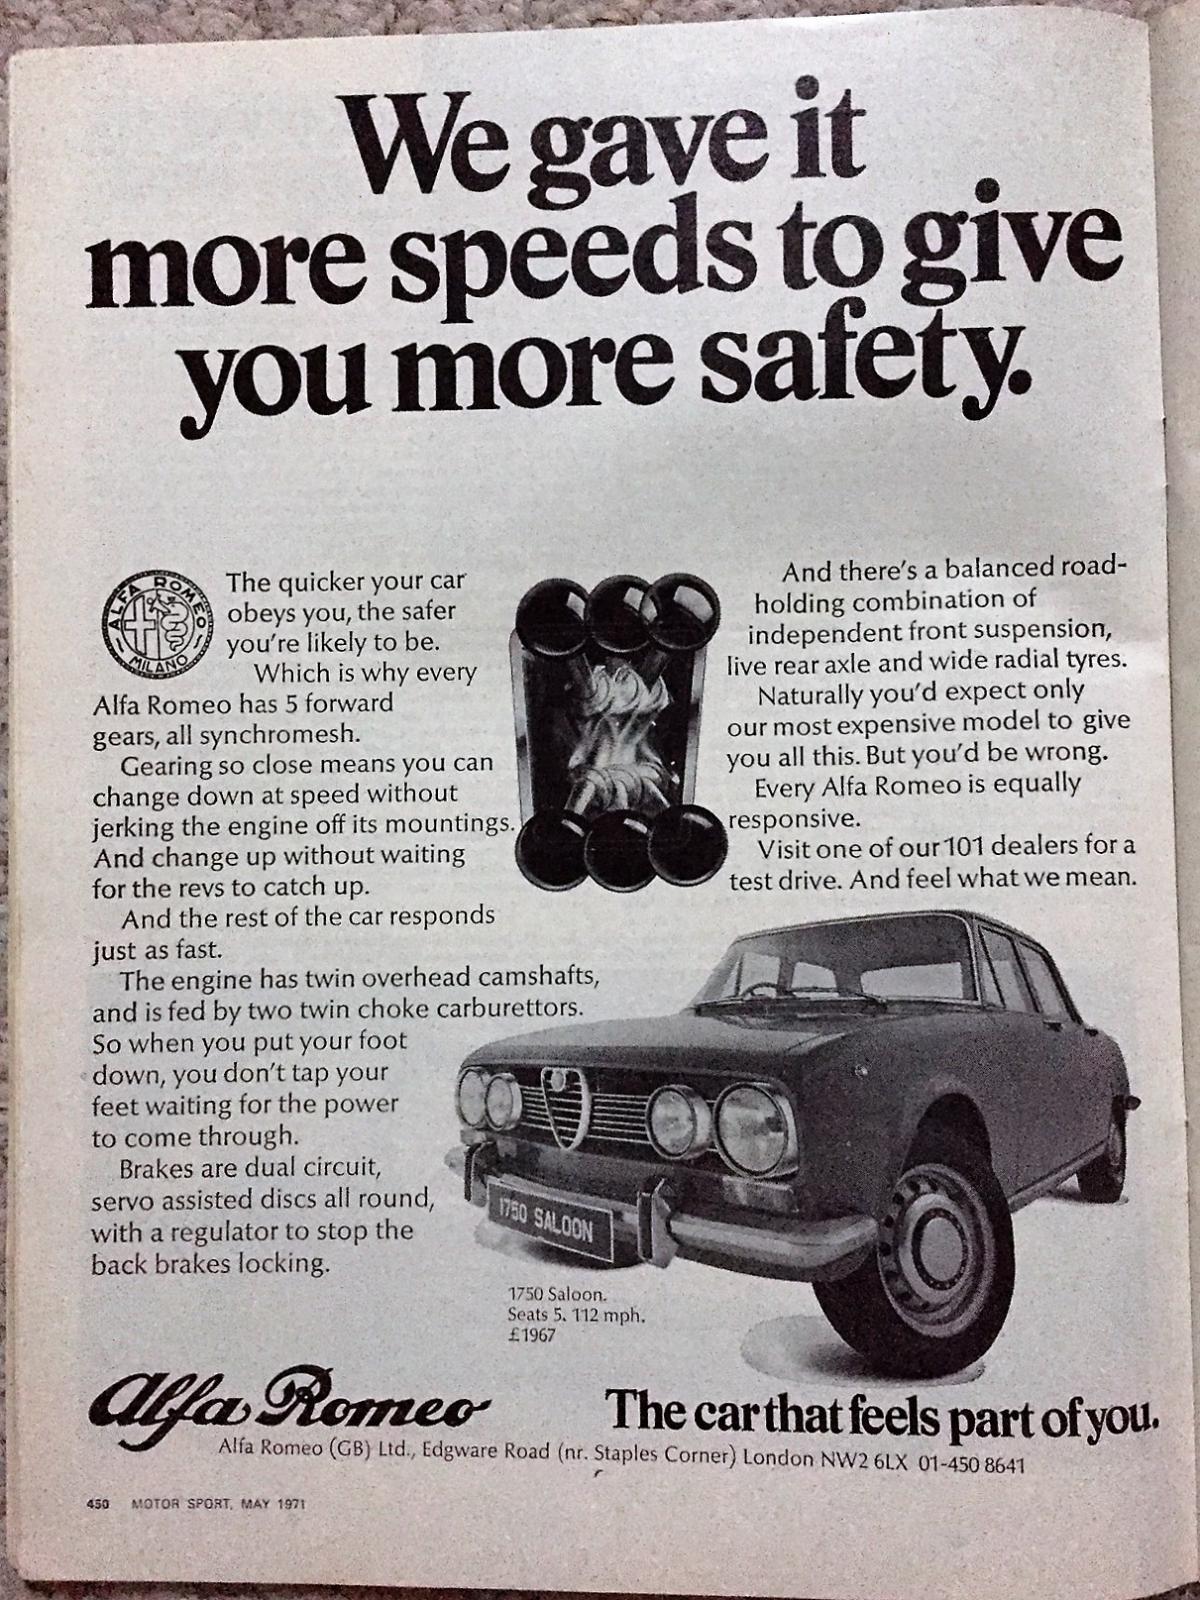 We gave it
more speeds to give
you more safety.
ALFA ROMEO
MILANO
The quicker your car
obeys you, the safer
you're likely to be.
Which is why every
Alfa Romeo has 5 forward
gears, all synchromesh.
Gearing so close means you can
change down at speed without
jerking the engine off its mountings.
And change up without waiting
for the revs to catch up.
And the rest of the car responds
just as fast.
The engine has twin overhead camshafts,
and is fed by two twin choke carburettors.
So when you put your foot
down, you don't tap your
feet waiting for the power
to come through.
Brakes are dual circuit,
servo assisted discs all round,
with a regulator to stop the
back brakes locking.
And there's a balanced road-
holding combination of
independent front suspension,
live rear axle and wide radial tyres.
Naturally you'd expect only
our most expensive model to give
you all this. But you'd be wrong.
Every Alfa Romeo is equally
responsive.
Visit one of our 101 dealers for a
test drive. And feel what we mean.
1750 SALOON
1750 Saloon.
Seats 5. 112 mph.
£1967
Alfa Romeo
The car that feels part of you.
Alfa Romeo (GB) Ltd., Edgware Road (nr. Staples Corner) London NW2 6LX 01-450 8641
450 MOTOR SPORT, MAY 1971